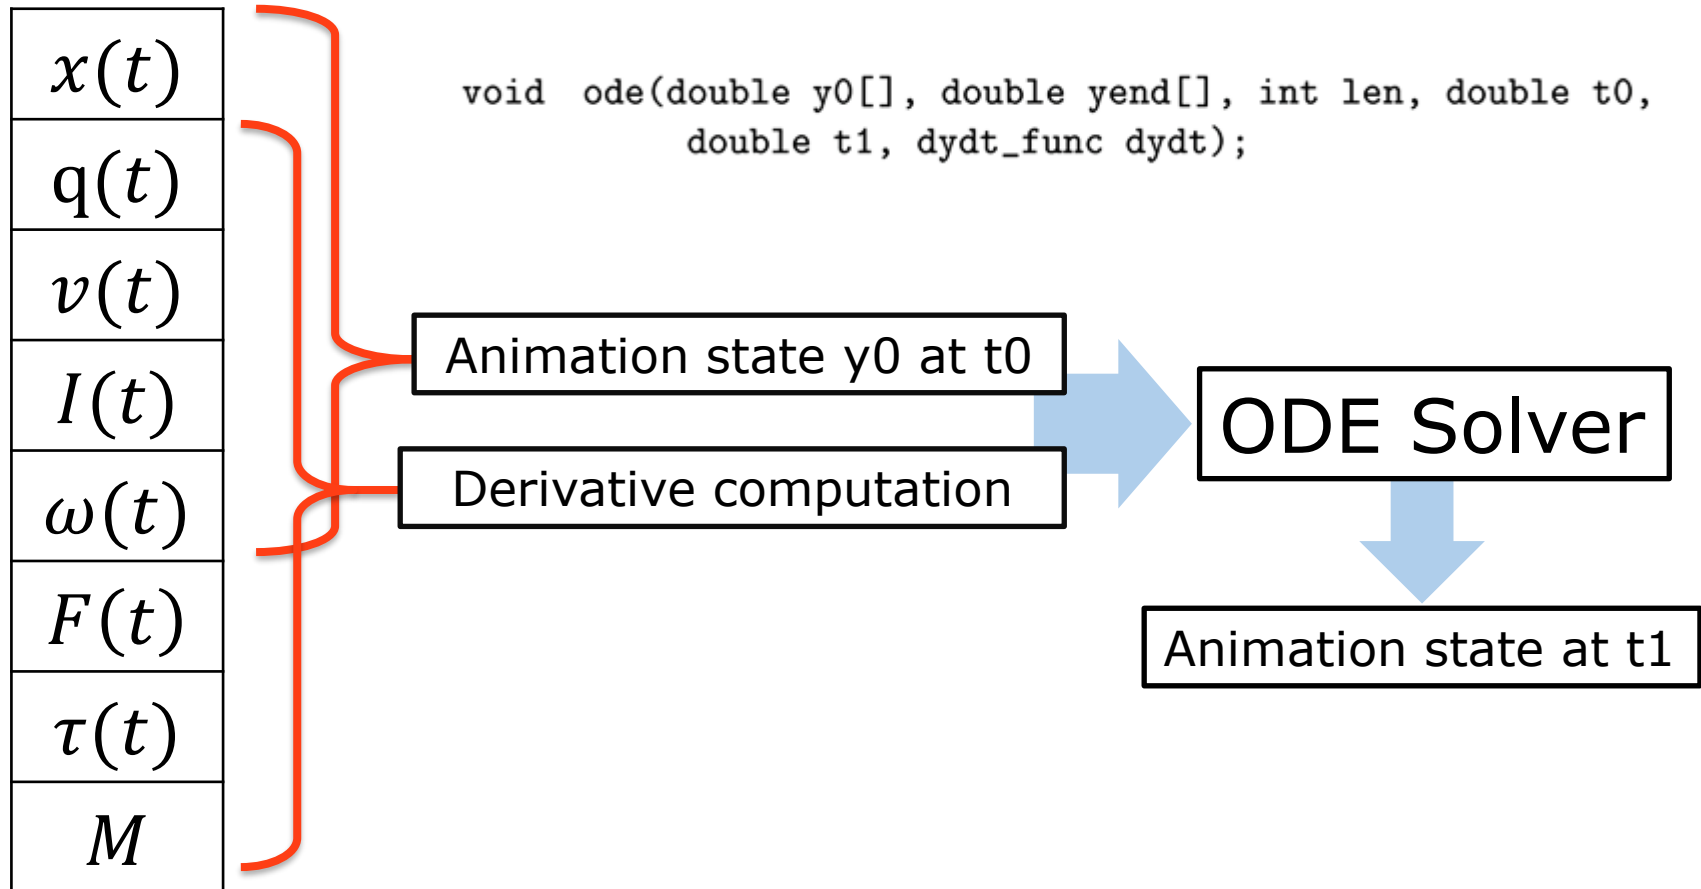 x(t)
q(t)
v(t)
I(t)
ω(t)
F(t)
τ(t)
M
void ode(double y0[], double yend[], int len, double t0,
double t1, dydt_func dydt);
Animation state y0 at t0
Derivative computation
ODE Solver
Animation state at t1